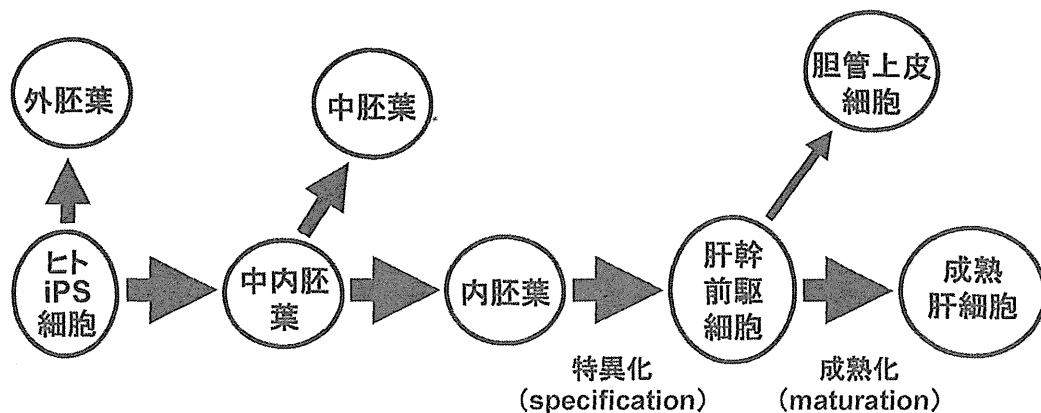 外胚葉
中胚葉
胆管上皮
細胞
ヒト
iPS
細胞
中内胚
葉
内胚葉
肝幹
前駆
細胞
成熟
肝細胞
特異化
(specification)
成熟化
(maturation)